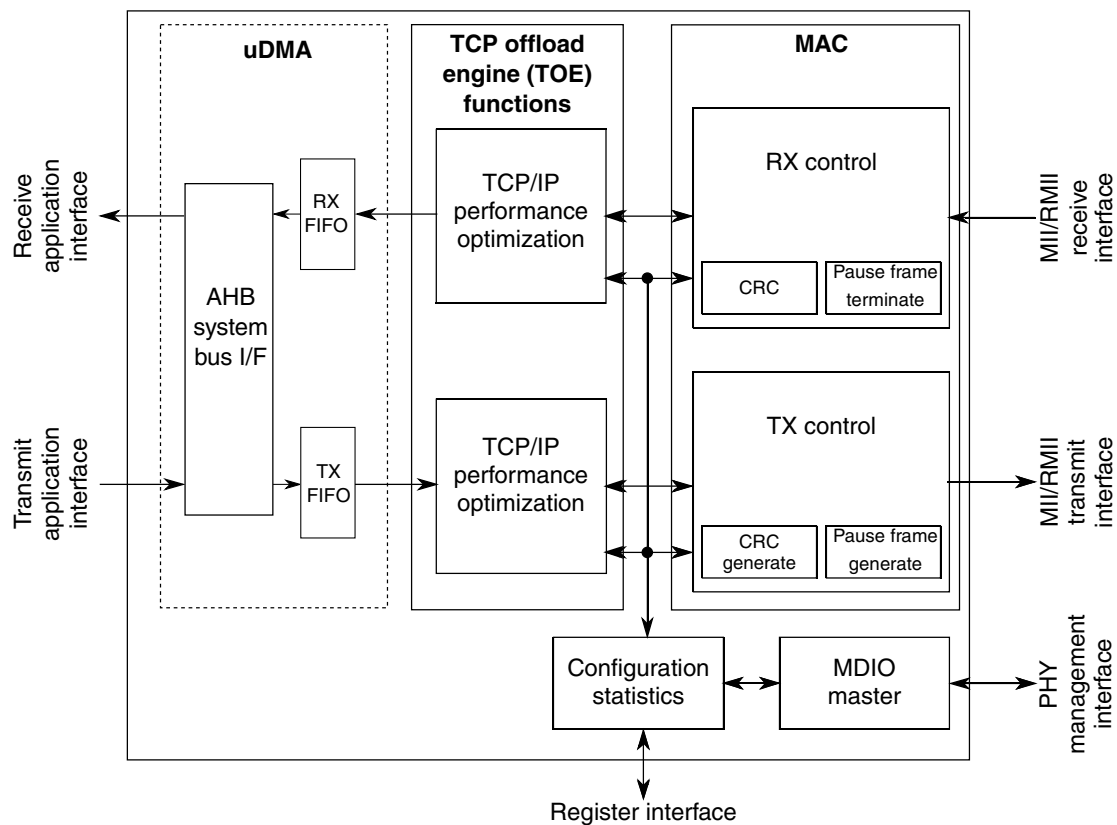 uDMA
TCP offload
engine (TOE)
functions
MAC
Receive
application
interface
RX
FIFO
TCP/IP
performance
optimization
RX control
CRC
Pause frame
terminate
MII/RMII
receive
interface
AHB
system
bus I/F
Transmit
application
interface
TX
FIFO
TCP/IP
performance
optimization
TX control
CRC
generate
Pause frame
generate
MII/RMII
transmit
interface
Configuration
statistics
MDIO
master
PHY
management
interface
Register interface